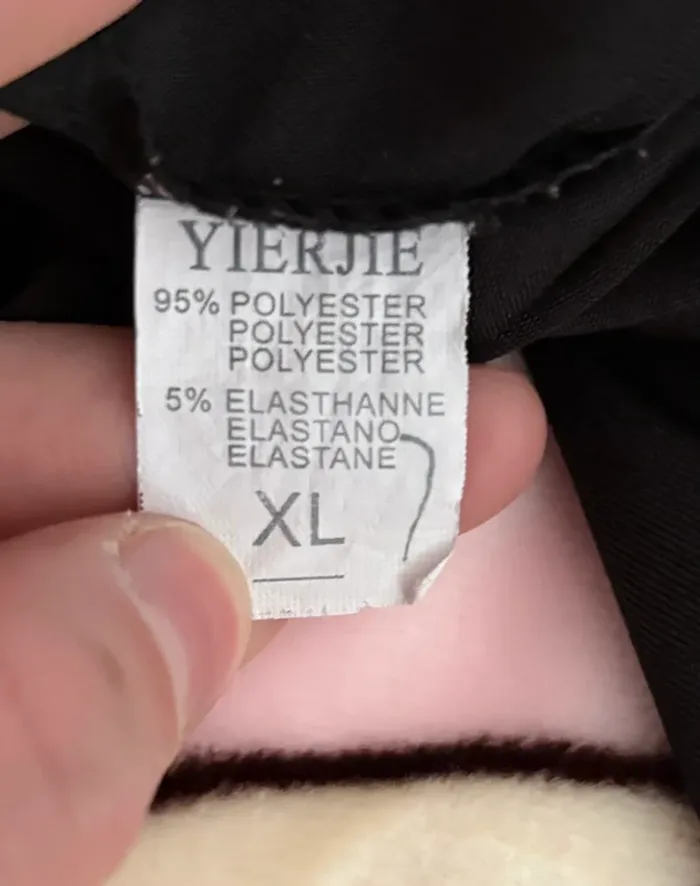 YIERJIE
95% POLYESTER
POLYESTER
POLYESTER
5% ELASTHANNE
ELASTANO
ELASTANE
XL